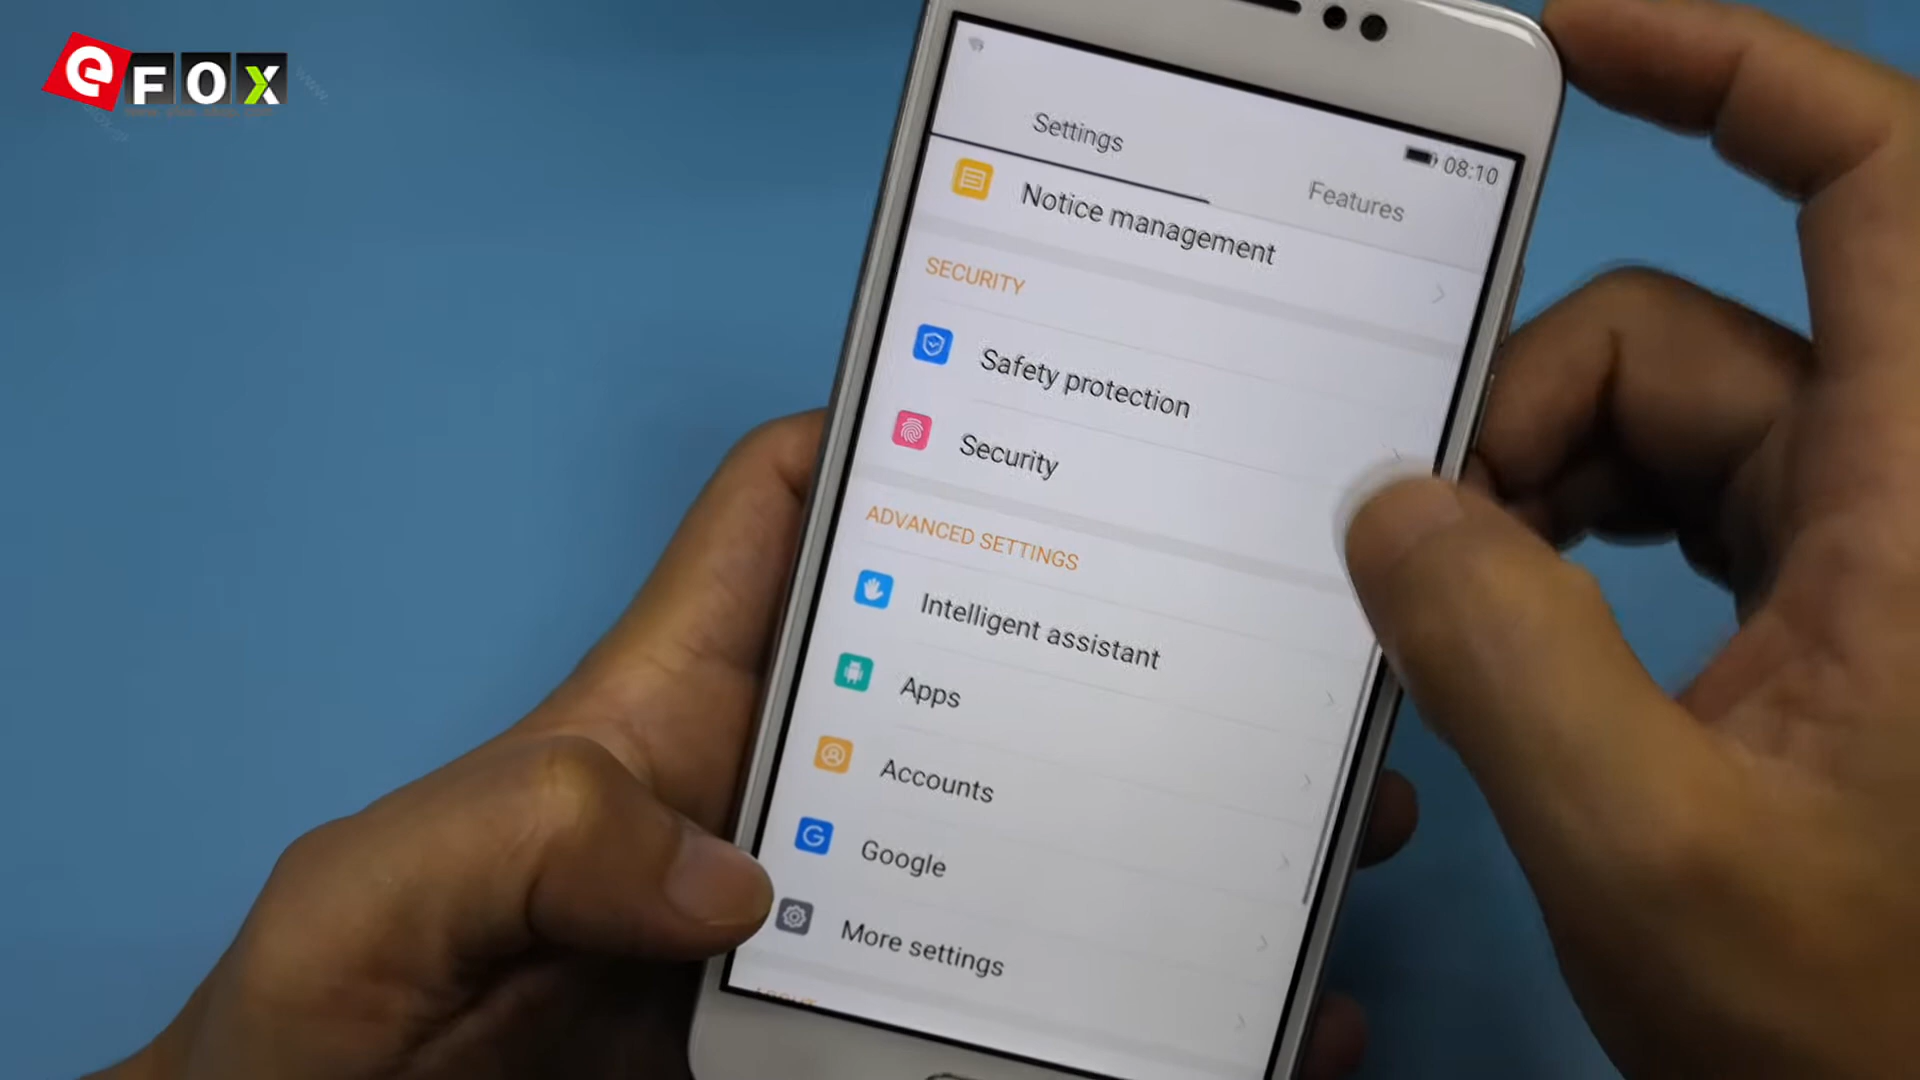 eFOX
08:10
Settings
Features
Notice management
SECURITY
Safety protection
Security
ADVANCED SETTINGS
Intelligent assistant
Apps
Accounts
Google
More settings
ABOUT